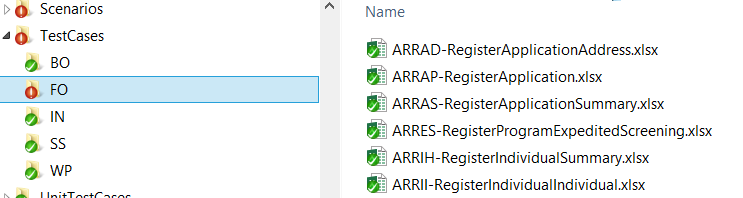 Scenarios
TestCases
BO
FO
IN
SS
WP
UnitTestCases
Name
ARRAD-RegisterApplicationAddress.xlsx
ARRAP-RegisterApplication.xlsx
ARRAS-RegisterApplicationSummary.xlsx
ARRES-RegisterProgramExpeditedScreening.xlsx
ARRIH-RegisterIndividualSummary.xlsx
ARRII-RegisterIndividualIndividual.xlsx